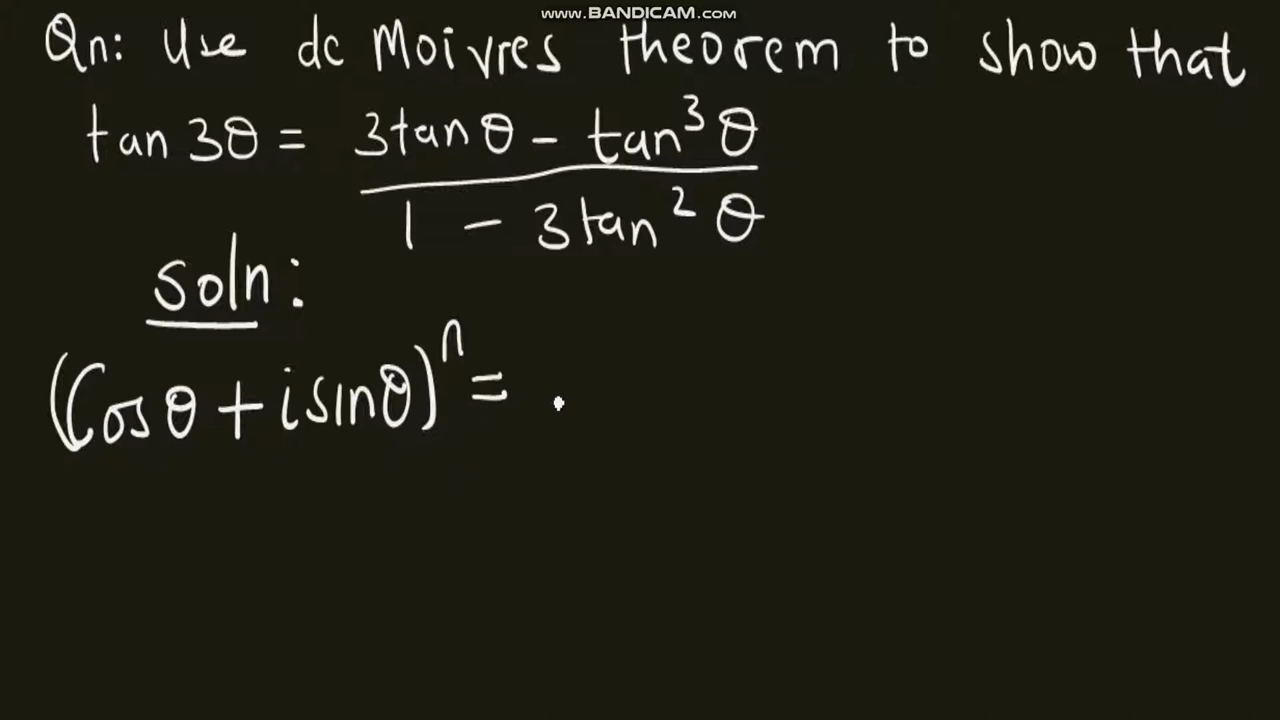 www.BANDICAM.com
Qn: Use de Moivres theorem to show that
tan 3θ = 3tanθ - tan³θ
1 - 3tan²θ
soln:
(Cosθ + isinθ)ⁿ =